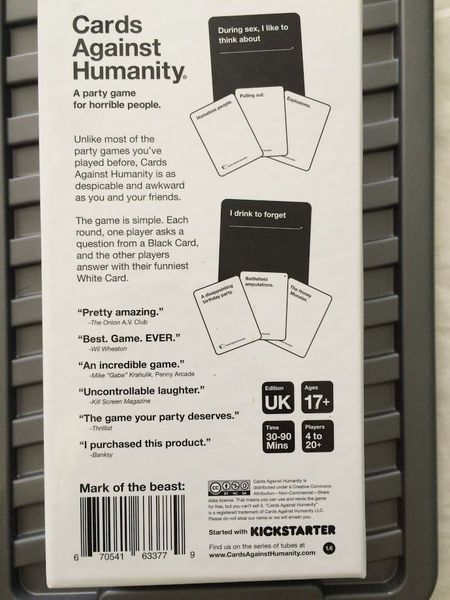 Cards
Against
Humanity.
A party game
for horrible people.
During sex, I like to
think about
Homeless people.
Pulling out.
Explosions.
Unlike most of the
party games you've
played before, Cards
Against Humanity is as
despicable and awkward
as you and your friends.
The game is simple. Each
round, one player asks a
question from a Black Card,
and the other players
answer with their funniest
White Card.
I drink to forget
A disappointing
birthday party.
Battlefield
amputations.
The Honey
Monster.
"Pretty amazing."
-The Onion A.V. Club
"Best. Game. EVER."
-Wil Wheaton
"An incredible game."
-Mike "Gabe" Krahulik, Penny Arcade
"Uncontrollable laughter."
-Kill Screen Magazine
"The game your party deserves."
-Thrillist
"I purchased this product."
-Banksy
Edition
UK
Ages
17+
Time
30-90
Mins
Players
4 to
20+
Mark of the beast:
6 70541 63377 9
cc
BY NC SA
Cards Against Humanity is
distributed under a Creative Commons
Attribution–Non-Commercial–Share
Alike licence. That means you can use and remix the game
for free, but you can't sell it. "Cards Against Humanity"
is a registered trademark of Cards Against Humanity LLC.
Please do not steal our name or we will smash you.
Started with KICKSTARTER
Find us on the series of tubes at
www.CardsAgainstHumanity.com
1.6